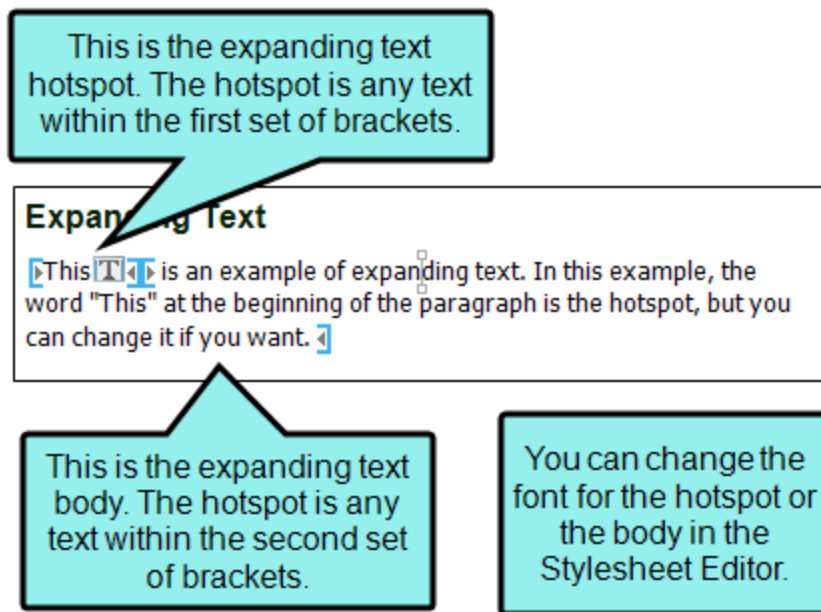 This is the expanding text
hotspot. The hotspot is any text
within the first set of brackets.
Expanding Text
This T is an example of expanding text. In this example, the
word "This" at the beginning of the paragraph is the hotspot, but you
can change it if you want.
This is the expanding text
body. The hotspot is any
text within the second set
of brackets.
You can change the
font for the hotspot or
the body in the
Stylesheet Editor.